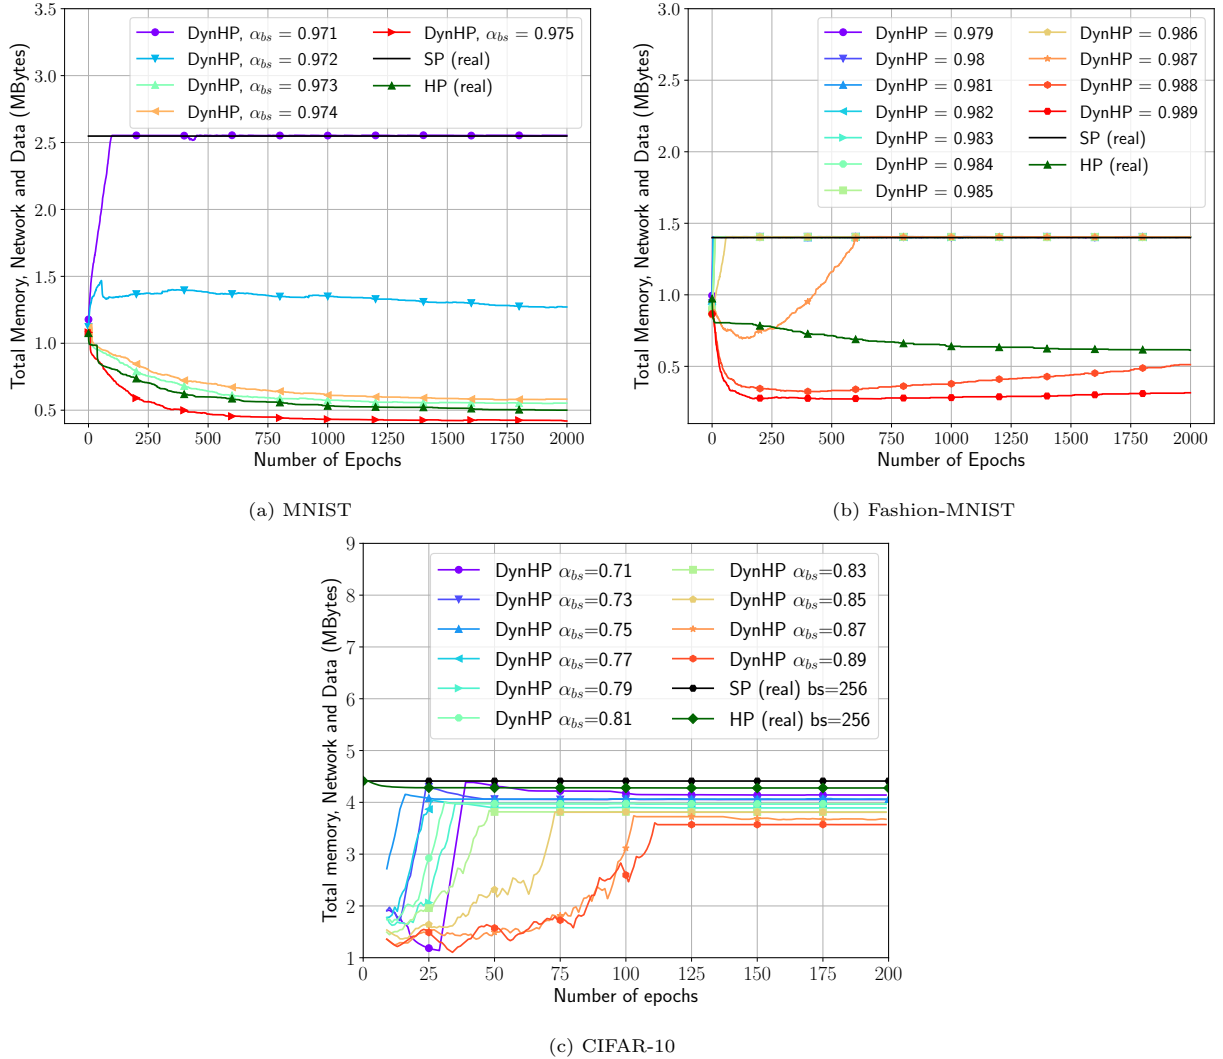 Total Memory, Network and Data (MBytes)
3.5
3.0
2.5
2.0
1.5
1.0
0.5
DynHP, αbs = 0.971
DynHP, αbs = 0.972
DynHP, αbs = 0.973
DynHP, αbs = 0.974
DynHP, αbs = 0.975
SP (real)
HP (real)
0 250 500 750 1000 1250 1500 1750 2000
Number of Epochs
(a) MNIST
Total Memory, Network and Data (MBytes)
3.0
2.5
2.0
1.5
1.0
0.5
DynHP = 0.979
DynHP = 0.98
DynHP = 0.981
DynHP = 0.982
DynHP = 0.983
DynHP = 0.984
DynHP = 0.985
DynHP = 0.986
DynHP = 0.987
DynHP = 0.988
DynHP = 0.989
SP (real)
HP (real)
0 250 500 750 1000 1250 1500 1750 2000
Number of Epochs
(b) Fashion-MNIST
Total memory, Network and Data (MBytes)
9
8
7
6
5
4
3
2
1
DynHP αbs=0.71
DynHP αbs=0.73
DynHP αbs=0.75
DynHP αbs=0.77
DynHP αbs=0.79
DynHP αbs=0.81
DynHP αbs=0.83
DynHP αbs=0.85
DynHP αbs=0.87
DynHP αbs=0.89
SP (real) bs=256
HP (real) bs=256
0 25 50 75 100 125 150 175 200
Number of epochs
(c) CIFAR-10